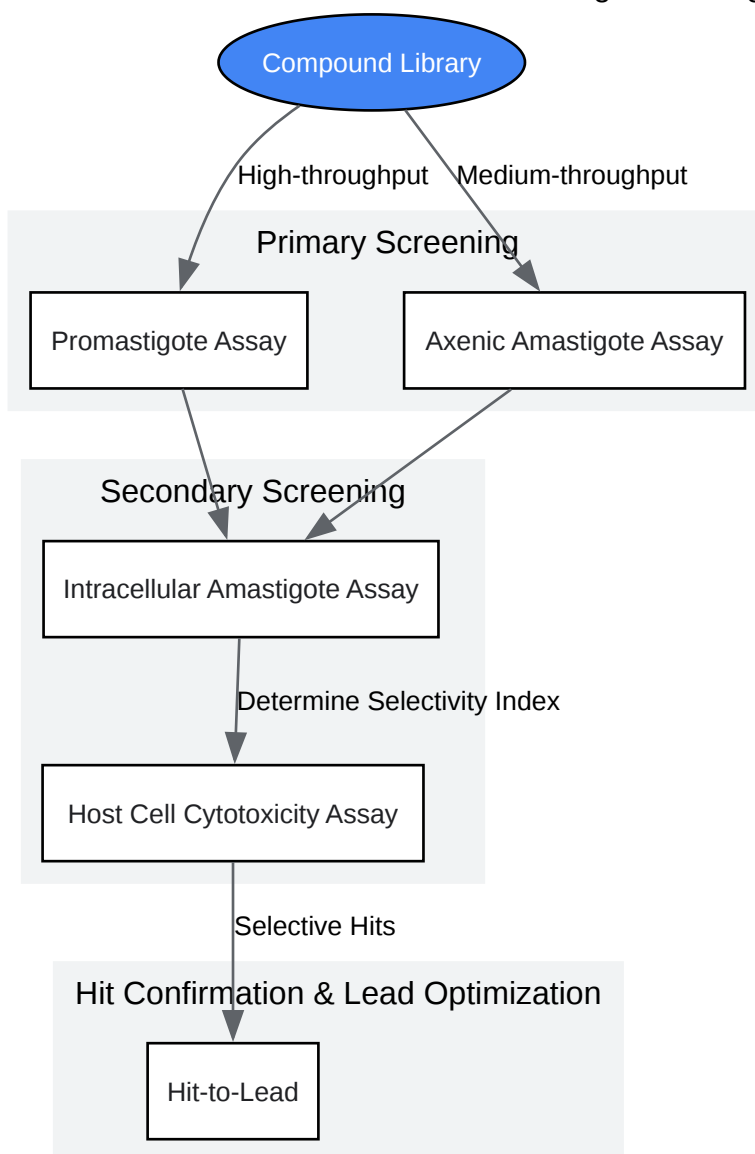 Compound Library
High-throughput
Medium-throughput
Primary Screening
Promastigote Assay
Axenic Amastigote Assay
Secondary Screening
Intracellular Amastigote Assay
Determine Selectivity Index
Host Cell Cytotoxicity Assay
Selective Hits
Hit Confirmation & Lead Optimization
Hit-to-Lead